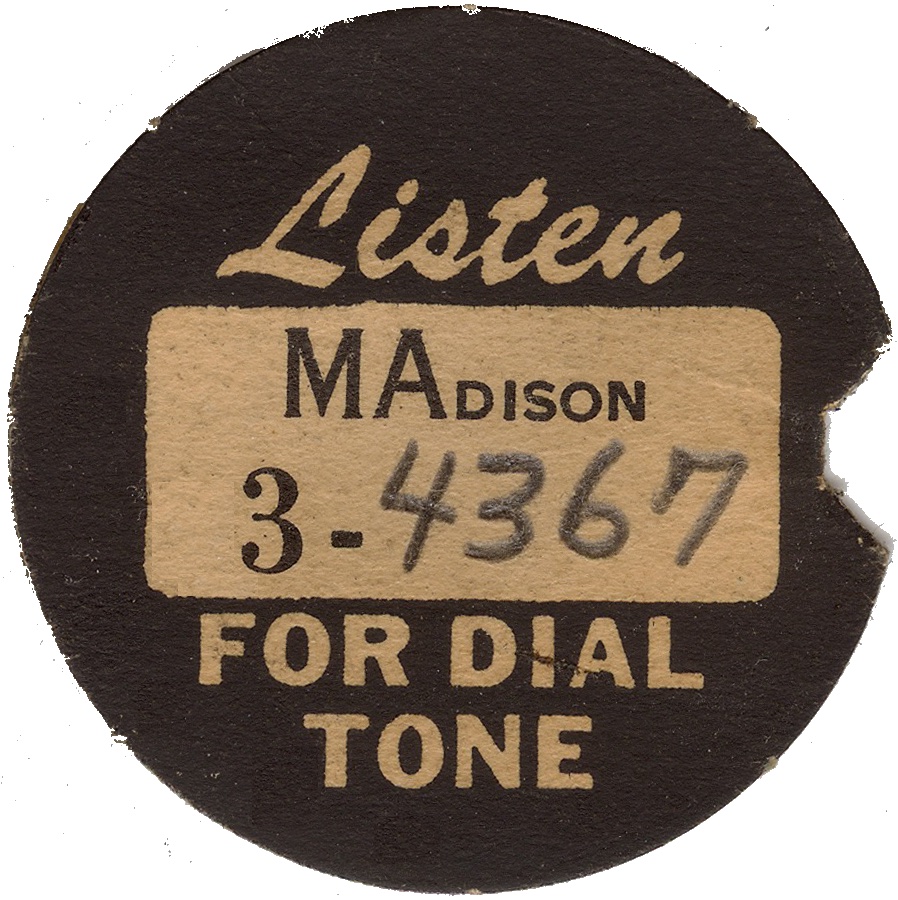 Listen
MADISON
3-4367
FOR DIAL
TONE